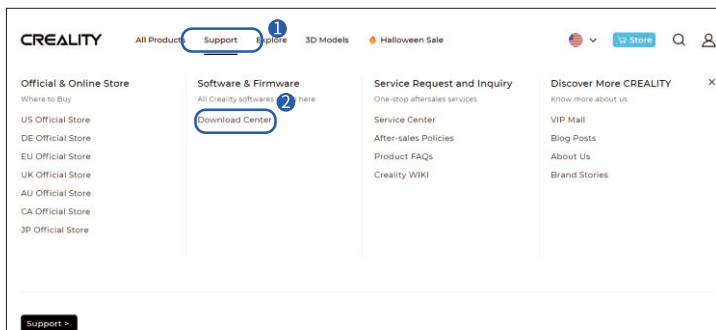 CREALITY
All Products Support Explore 3D Models Halloween Sale Store
1
Official & Online Store
Where to Buy
US Official Store
DE Official Store
EU Official Store
UK Official Store
AU Official Store
CA Official Store
JP Official Store
Software & Firmware
All Creality softwares here
2
Download Center
Service Request and Inquiry
One-stop aftersales services
Service Center
After-sales Policies
Product FAQs
Creality WIKI
Discover More CREALITY
Know more about us
VIP Mall
Blog Posts
About Us
Brand Stories
Support >